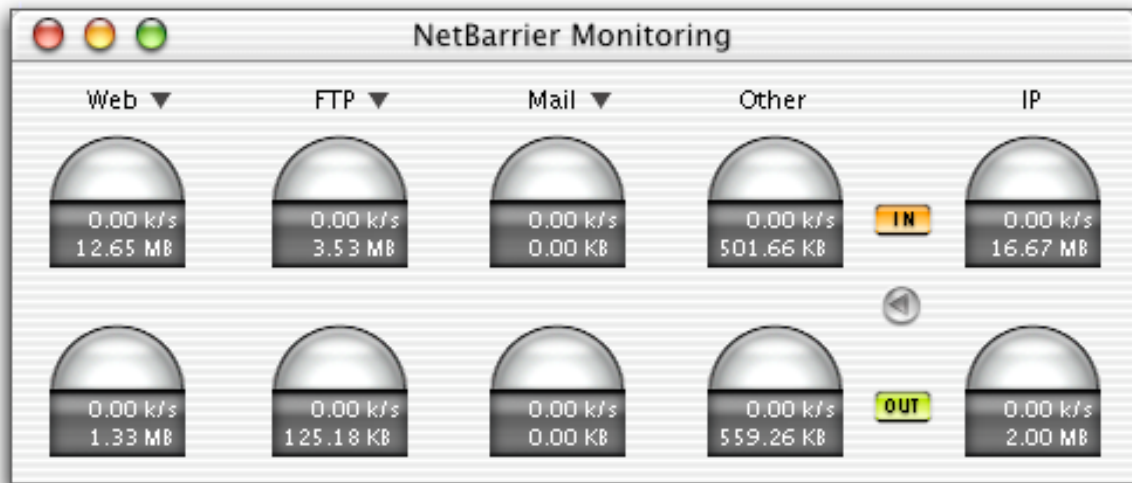 NetBarrier Monitoring
Web FTP Mail Other IP
0.00 k/s 0.00 k/s 0.00 k/s 0.00 k/s IN 0.00 k/s
12.65 MB 3.53 MB 0.00 KB 501.66 KB 16.67 MB
0.00 k/s 0.00 k/s 0.00 k/s 0.00 k/s OUT 0.00 k/s
1.33 MB 125.18 KB 0.00 KB 559.26 KB 2.00 MB